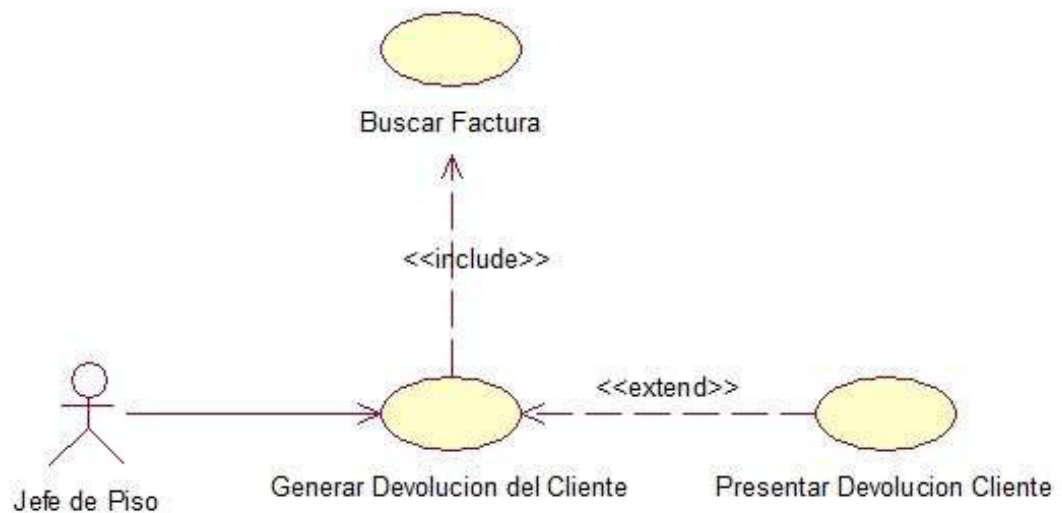 Buscar Factura
<<include>>
<<extend>>
Jefe de Piso
Generar Devolucion del Cliente
Presentar Devolucion Cliente